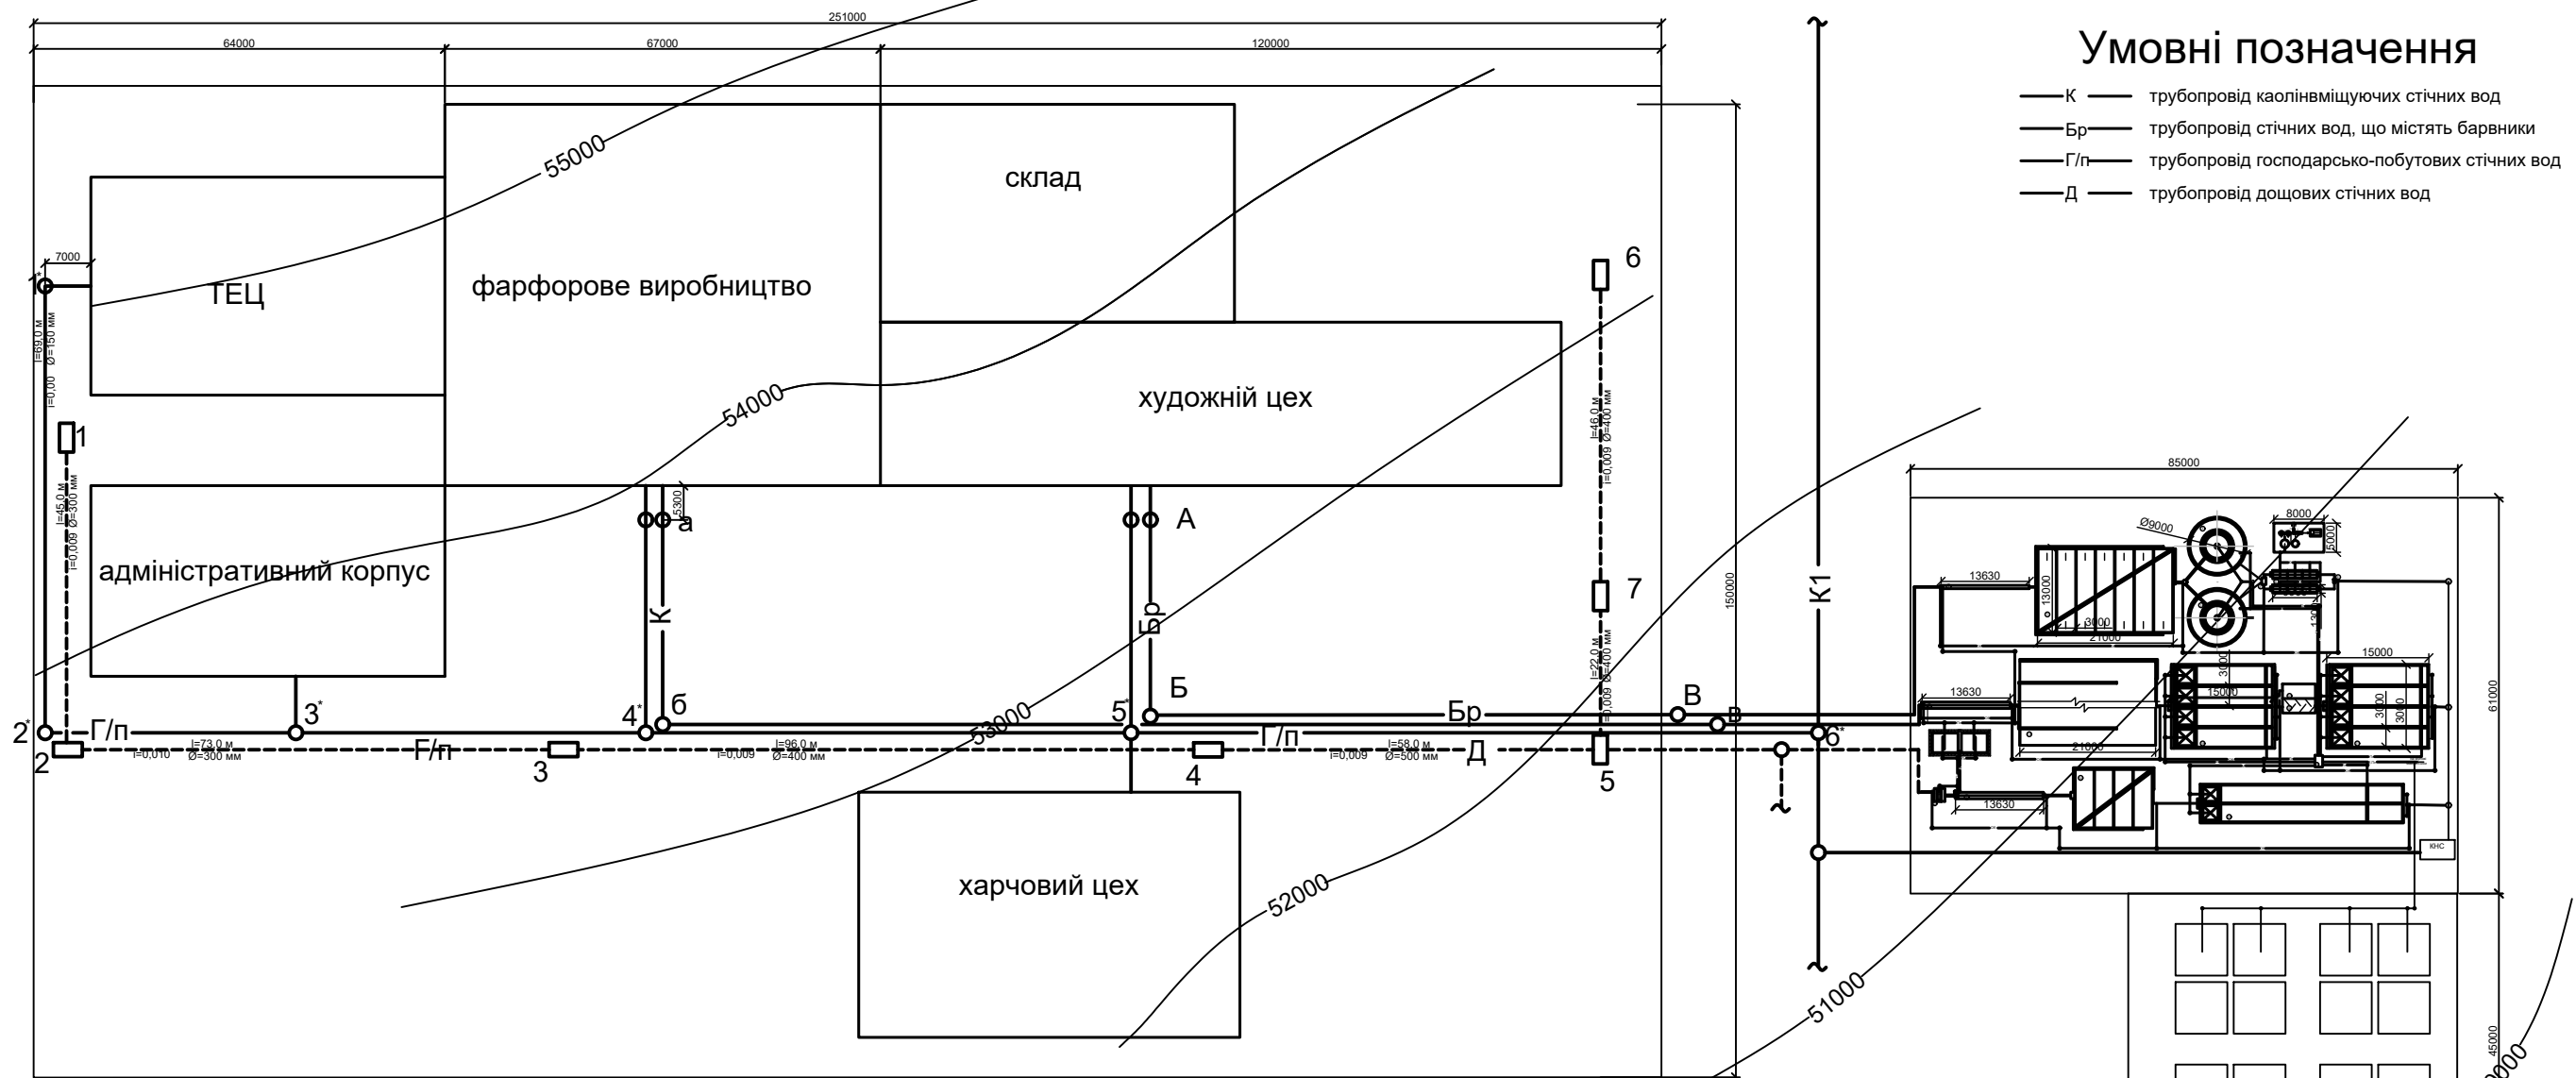 251000
64000
67000
120000
Умовні позначення
К трубопровід каолінвміщуючих стічних вод
Бр трубопровід стічних вод, що містять барвники
Г/п трубопровід господарсько-побутових стічних вод
Д трубопровід дощових стічних вод
55000
склад
7000
1*
ТЕЦ
фарфорове виробництво
6
l=69,0 м Ø=150 мм
i=0,00
54000
художній цех
1
l=46,0 м
i=0,009 Ø=400 мм
l=45,0 м
i=0,009 Ø=300 мм
85000
5300
а
А
8000
5000
Ø9000
адміністративний корпус
7
К
Бр
К1
150000
13630
13000
3000
21000
l=22,0 м
i=0,009 Ø=400 мм
15000
3000
15000
3000
3000
13630
61000
2*
Г/п
3*
4*
б
5*
Б
Бр
В
в
6*
53000
2
l=73,0 м
i=0,010 Ø=300 мм
Г/п
3
l=96,0 м
i=0,009 Ø=400 мм
4
Г/п
l=58,0 м
i=0,009 Ø=500 мм
Д
5
21000
13630
КНС
харчовий цех
52000
51000
45000